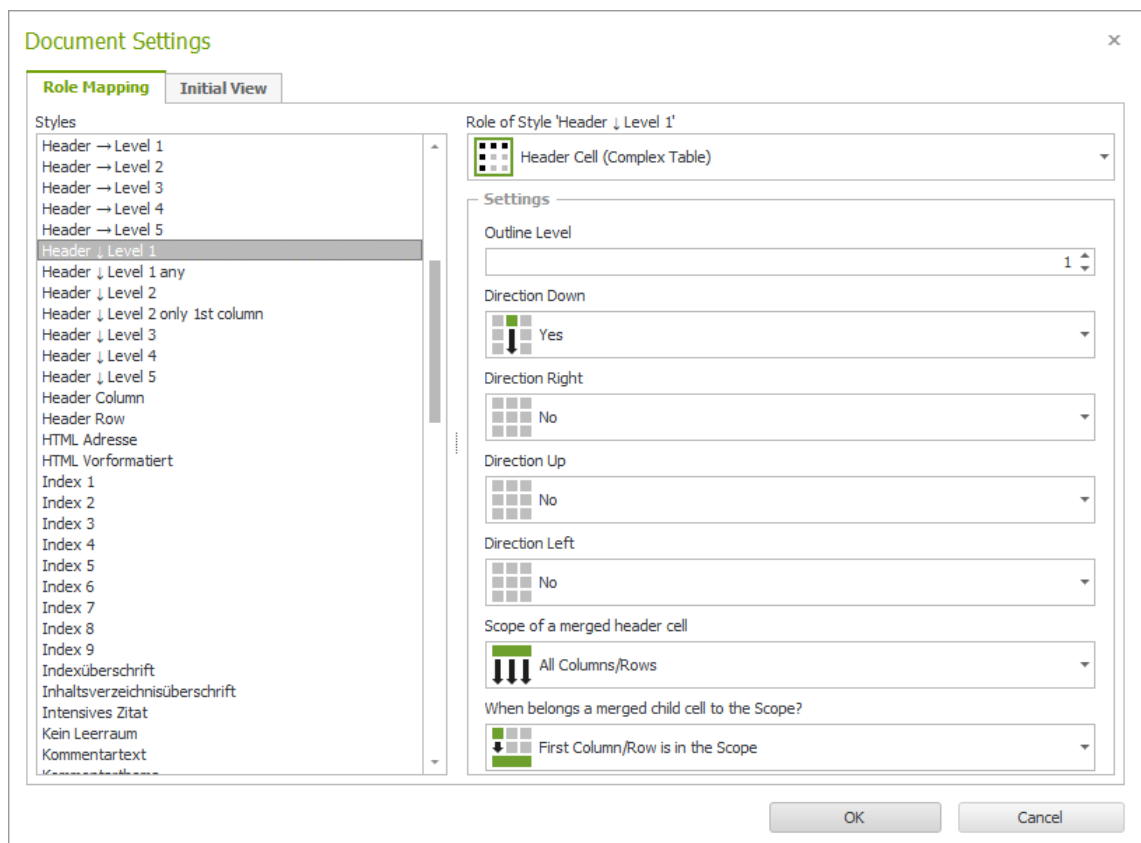 Document Settings
Role Mapping
Initial View
Styles
Header → Level 1
Header → Level 2
Header → Level 3
Header → Level 4
Header → Level 5
Header ↓ Level 1
Header ↓ Level 1 any
Header ↓ Level 2
Header ↓ Level 2 only 1st column
Header ↓ Level 3
Header ↓ Level 4
Header ↓ Level 5
Header Column
Header Row
HTML Adresse
HTML Vorformatiert
Index 1
Index 2
Index 3
Index 4
Index 5
Index 6
Index 7
Index 8
Index 9
Indexüberschrift
Inhaltsverzeichnisüberschrift
Intensives Zitat
Kein Leerraum
Kommentartext
Kommentarthema
Role of Style 'Header ↓ Level 1'
Header Cell (Complex Table)
Settings
Outline Level
1
Direction Down
Yes
Direction Right
No
Direction Up
No
Direction Left
No
Scope of a merged header cell
All Columns/Rows
When belongs a merged child cell to the Scope?
First Column/Row is in the Scope
OK
Cancel